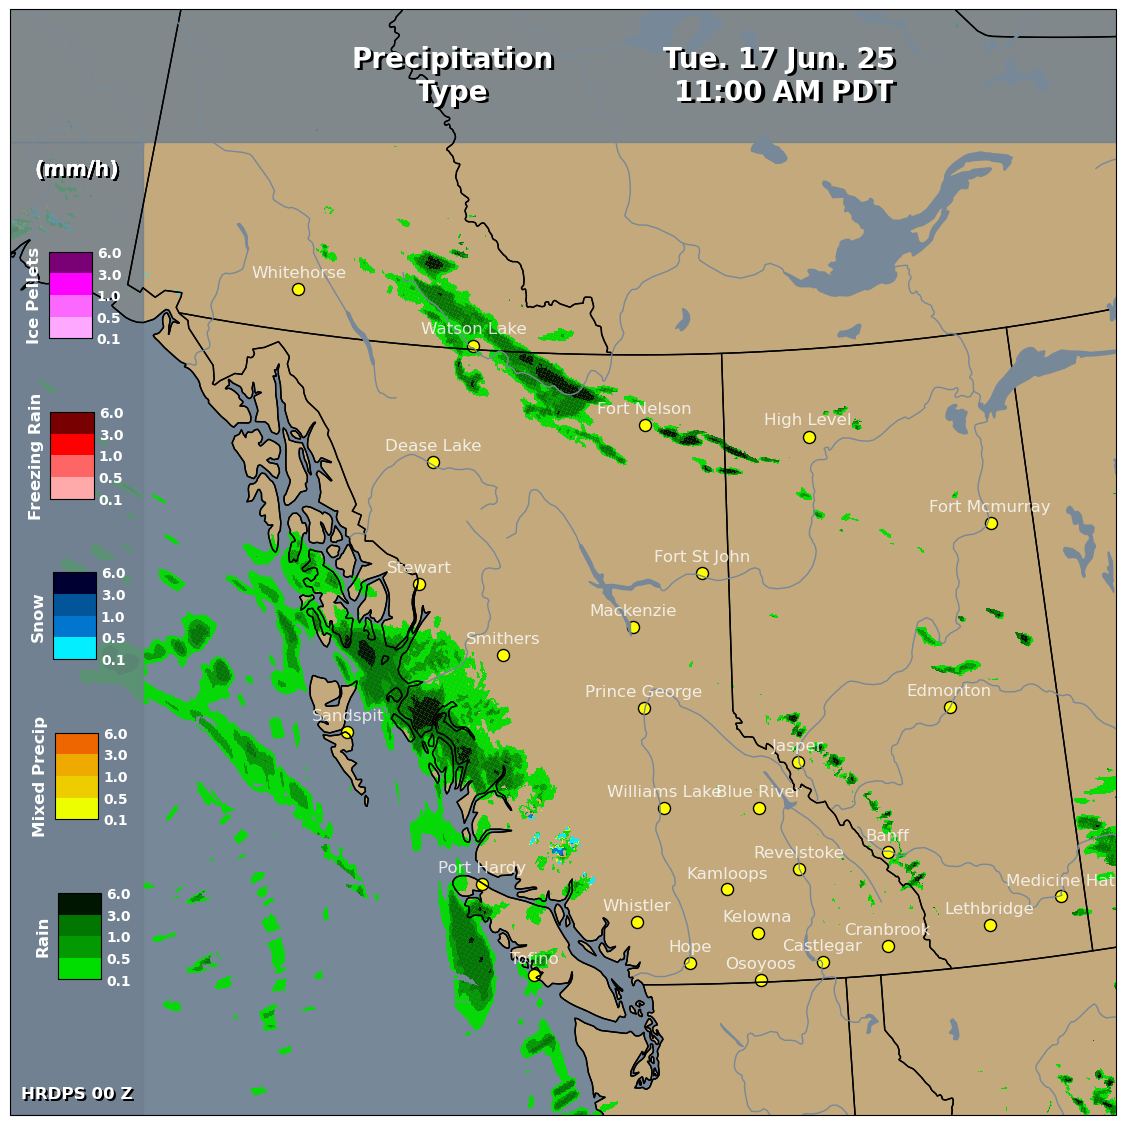 Precipitation
Type
Tue. 17 Jun. 25
11:00 AM PDT
(mm/h)
Ice Pellets
6.0
3.0
1.0
0.5
0.1
Freezing Rain
6.0
3.0
1.0
0.5
0.1
Snow
6.0
3.0
1.0
0.5
0.1
Mixed Precip
6.0
3.0
1.0
0.5
0.1
Rain
6.0
3.0
1.0
0.5
0.1
HRDPS 00 Z
Whitehorse
Watson Lake
Fort Nelson
High Level
Dease Lake
Fort Mcmurray
Fort St John
Stewart
Mackenzie
Smithers
Prince George
Edmonton
Sandspit
Jasper
Williams Lake
Blue River
Banff
Revelstoke
Port Hardy
Kamloops
Medicine Hat
Whistler
Kelowna
Lethbridge
Cranbrook
Hope
Castlegar
Tofino
Osoyoos